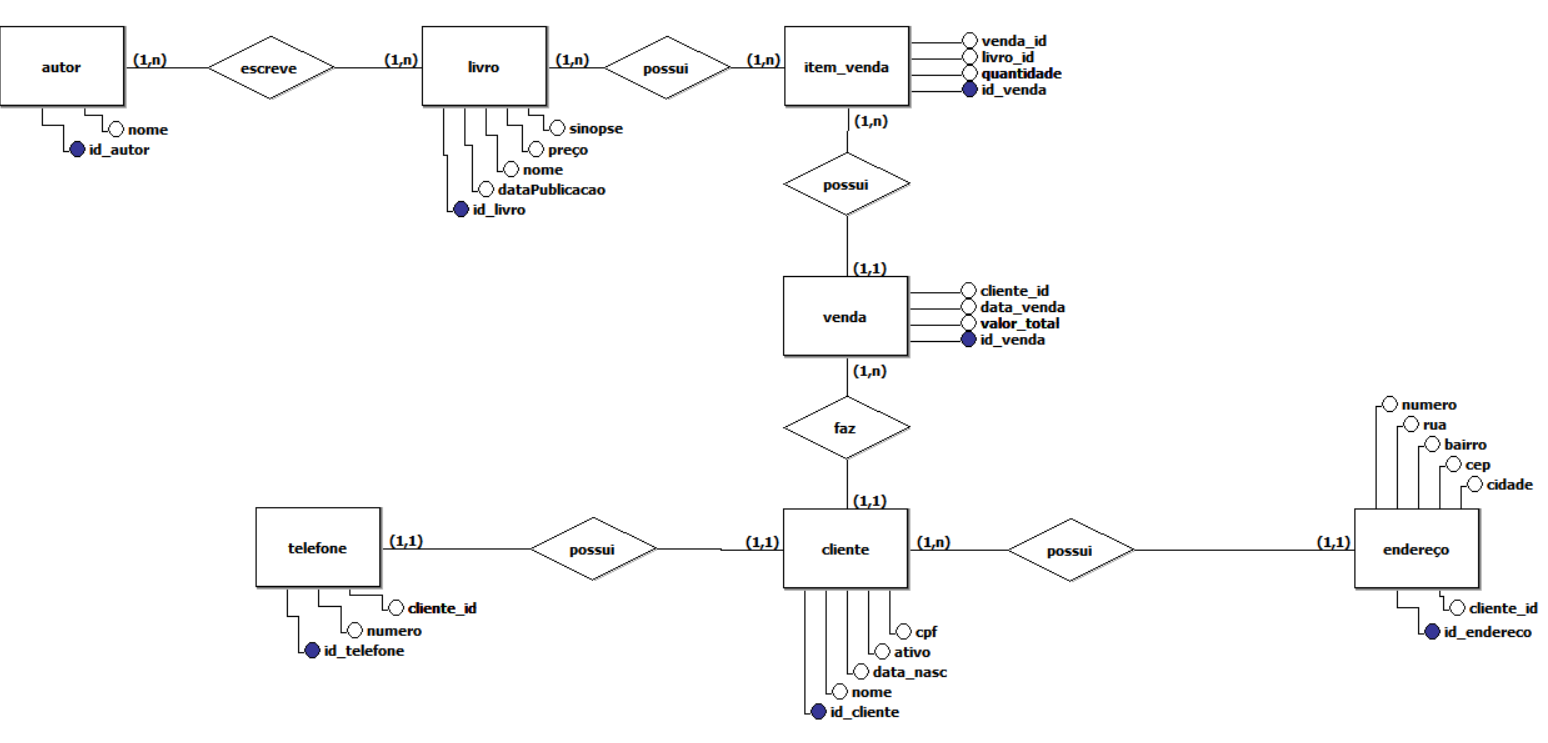 autor
(1,n)
escreve
(1,n)
livro
(1,n)
possui
(1,n)
item_venda
venda_id
livro_id
quantidade
id_venda
nome
id_autor
sinopse
preço
nome
dataPublicacao
id_livro
(1,n)
possui
(1,1)
venda
cliente_id
data_venda
valor_total
id_venda
(1,n)
faz
(1,1)
numero
rua
bairro
cep
cidade
telefone
(1,1)
possui
(1,1)
cliente
(1,n)
possui
(1,1)
endereço
cliente_id
numero
id_telefone
cpf
ativo
data_nasc
nome
id_cliente
cliente_id
id_endereco